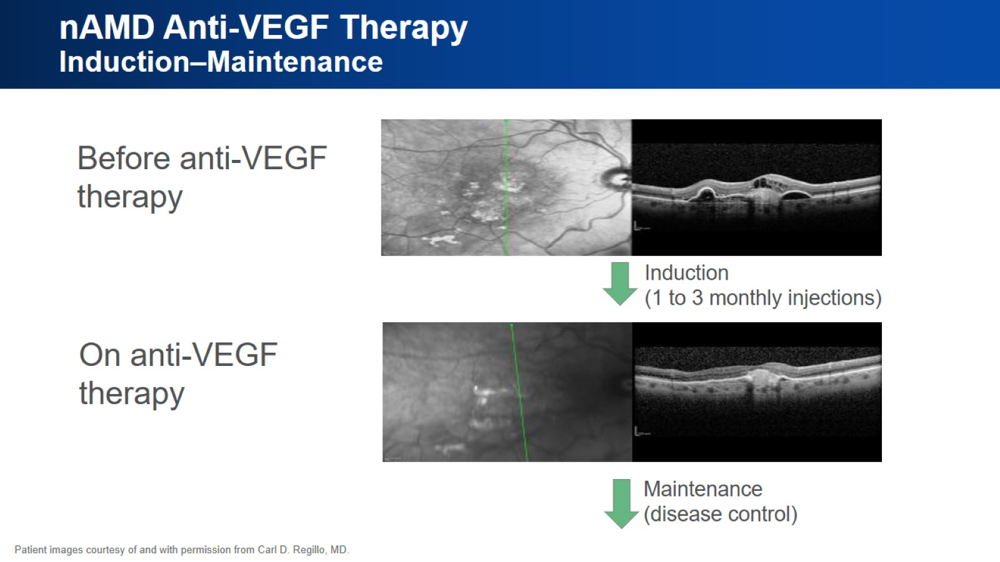 nAMD Anti-VEGF Therapy
Induction–Maintenance
Before anti-VEGF
therapy
Induction
(1 to 3 monthly injections)
On anti-VEGF
therapy
Maintenance
(disease control)
Patient images courtesy of and with permission from Carl D. Regillo, MD.